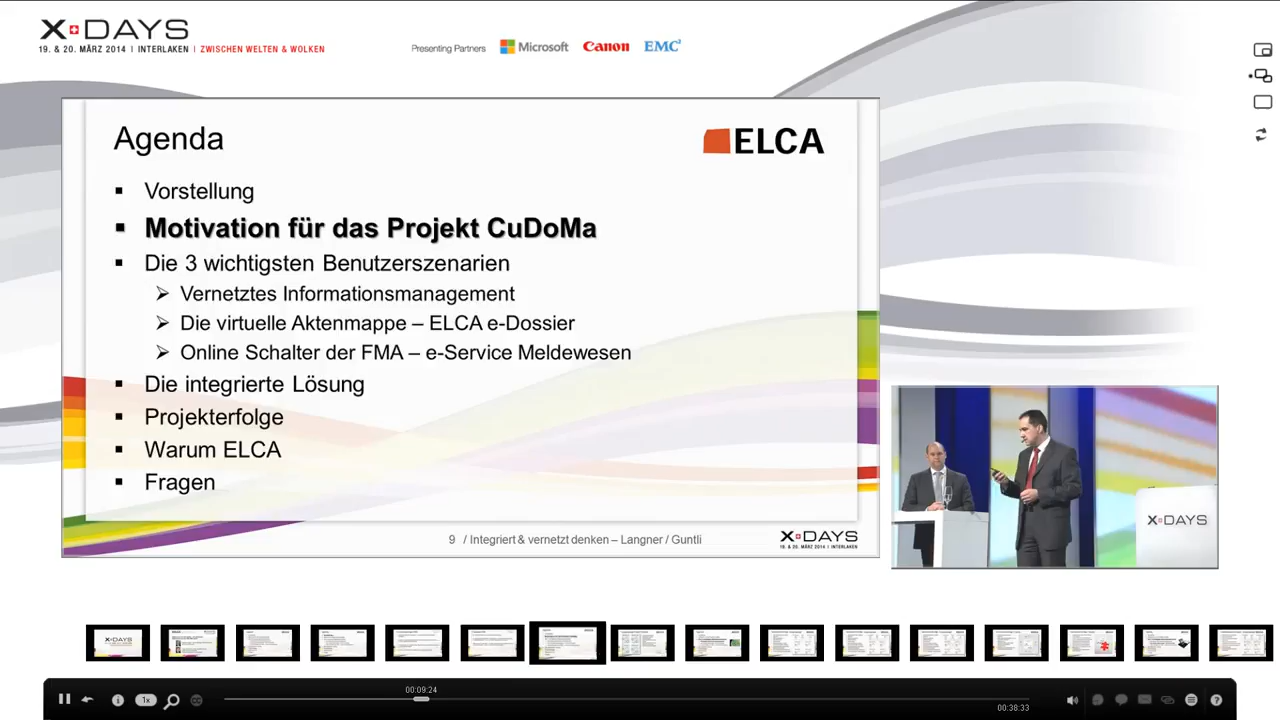 X DAYS
19. & 20. MÄRZ 2014 | INTERLAKEN | ZWISCHEN WELTEN & WOLKEN
Presenting Partners Microsoft Canon EMC²
Agenda
ELCA
Vorstellung
Motivation für das Projekt CuDoMa
Die 3 wichtigsten Benutzerszenarien
Vernetztes Informationsmanagement
Die virtuelle Aktenmappe – ELCA e-Dossier
Online Schalter der FMA – e-Service Meldewesen
Die integrierte Lösung
Projekterfolge
Warum ELCA
Fragen
9 / Integriert & vernetzt denken – Langner / Guntli
X DAYS
19. & 20. MÄRZ 2014 | INTERLAKEN
X DAYS
X DAYS
00:09:24
1x
00:38:33